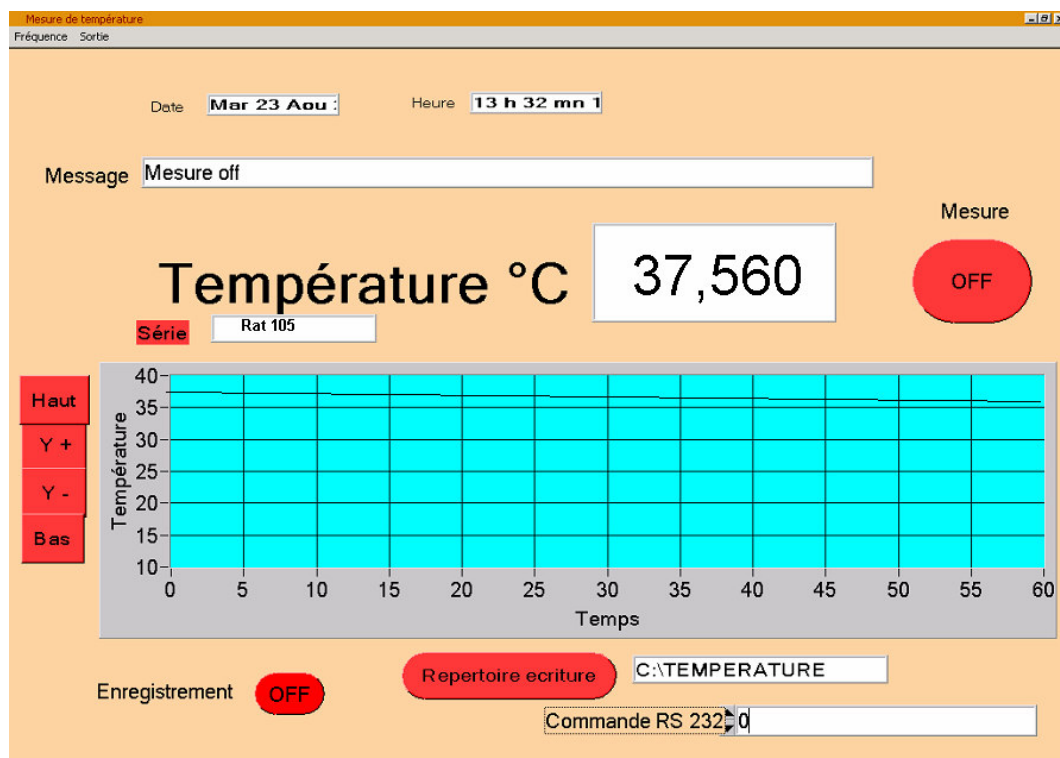 Mesure de température
Fréquence Sortie
Date Mar 23 Aou
Heure 13 h 32 mn 1
Message Mesure off
Mesure
OFF
Température °C 37,560
Série Rat 105
Haut
Y +
Y -
Bas
Température
40
35
30
25
20
15
10
0 5 10 15 20 25 30 35 40 45 50 55 60
Temps
Enregistrement OFF
Repertoire ecriture C:\TEMPERATURE
Commande RS 232 0